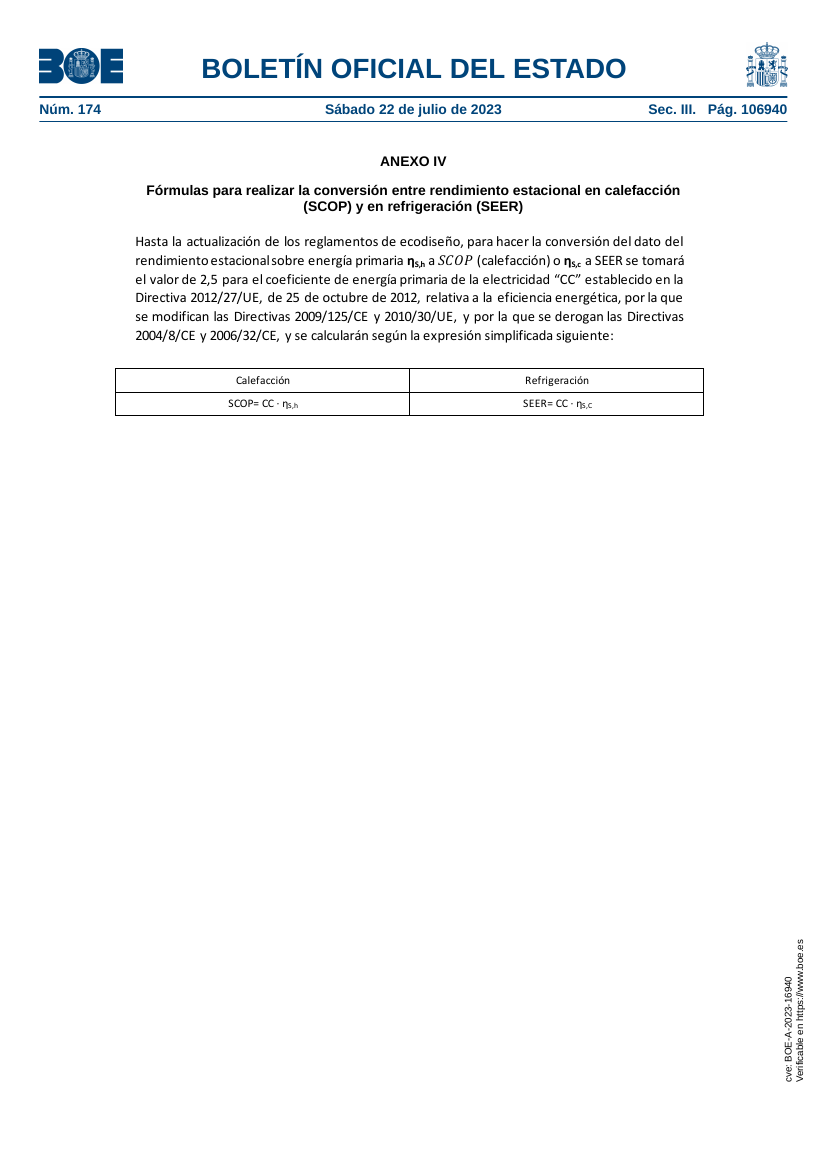 BOE
BOLETÍN OFICIAL DEL ESTADO
Núm. 174 Sábado 22 de julio de 2023 Sec. III. Pág. 106940
ANEXO IV
Fórmulas para realizar la conversión entre rendimiento estacional en calefacción
(SCOP) y en refrigeración (SEER)
Hasta la actualización de los reglamentos de ecodiseño, para hacer la conversión del dato del
rendimiento estacional sobre energía primaria ηS,h a SCOP (calefacción) o ηS,c a SEER se tomará
el valor de 2,5 para el coeficiente de energía primaria de la electricidad “CC” establecido en la
Directiva 2012/27/UE, de 25 de octubre de 2012, relativa a la eficiencia energética, por la que
se modifican las Directivas 2009/125/CE y 2010/30/UE, y por la que se derogan las Directivas
2004/8/CE y 2006/32/CE, y se calcularán según la expresión simplificada siguiente:
Calefacción Refrigeración
SCOP= CC · ηS,h SEER= CC · ηS,C
cve: BOE-A-2023-16940
Verificable en https://www.boe.es